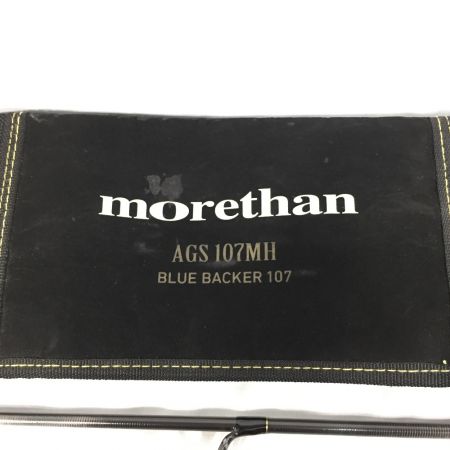 morethan
AGS 107MH
BLUE BACKER 107